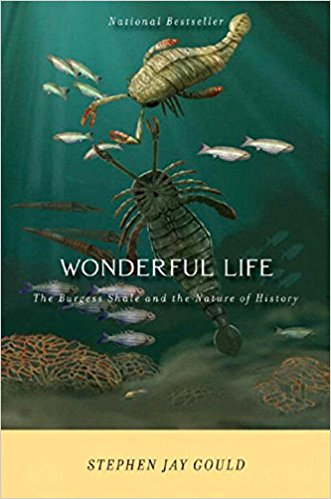 National Bestseller
WONDERFUL LIFE
The Burgess Shale and the Nature of History
STEPHEN JAY GOULD